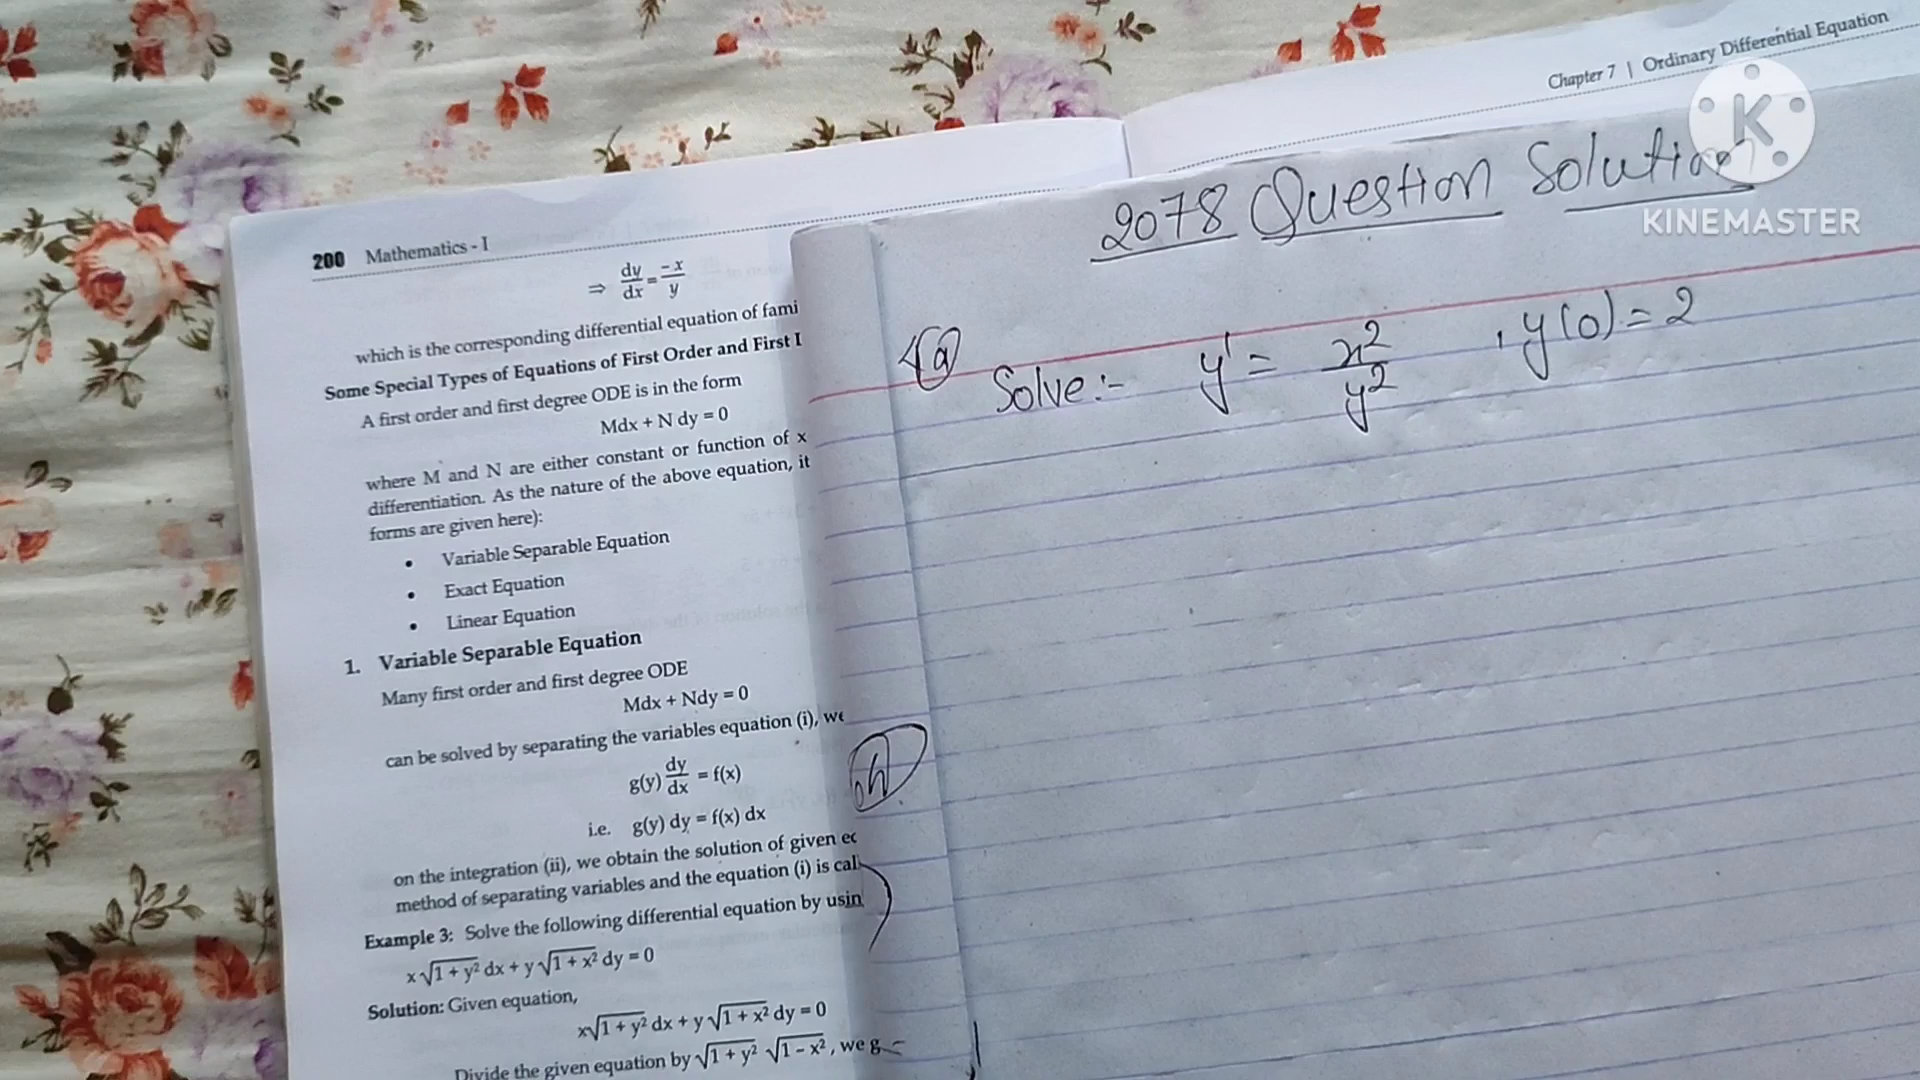 200 Mathematics - I
⇒ dy/dx = -x/y
which is the corresponding differential equation of fami
Some Special Types of Equations of First Order and First I
A first order and first degree ODE is in the form
Mdx + N dy = 0
where M and N are either constant or function of x
differentiation. As the nature of the above equation, it
forms are given here):
• Variable Separable Equation
• Exact Equation
• Linear Equation
1. Variable Separable Equation
Many first order and first degree ODE
Mdx + Ndy = 0
can be solved by separating the variables equation (i), we
g(y) dy/dx = f(x)
i.e. g(y) dy = f(x) dx
on the integration (ii), we obtain the solution of given ec
method of separating variables and the equation (i) is cal
Example 3: Solve the following differential equation by usin
x√1 + y² dx + y√1 + x² dy = 0
Solution: Given equation,
x√1 + y² dx + y√1 + x² dy = 0
Divide the given equation by √1 + y² √1 - x², we g
Chapter 7 | Ordinary Differential Equation
K
KINEMASTER
2078 Question Solution
(a) Solve :- y' = x²/y² , y(0) = 2